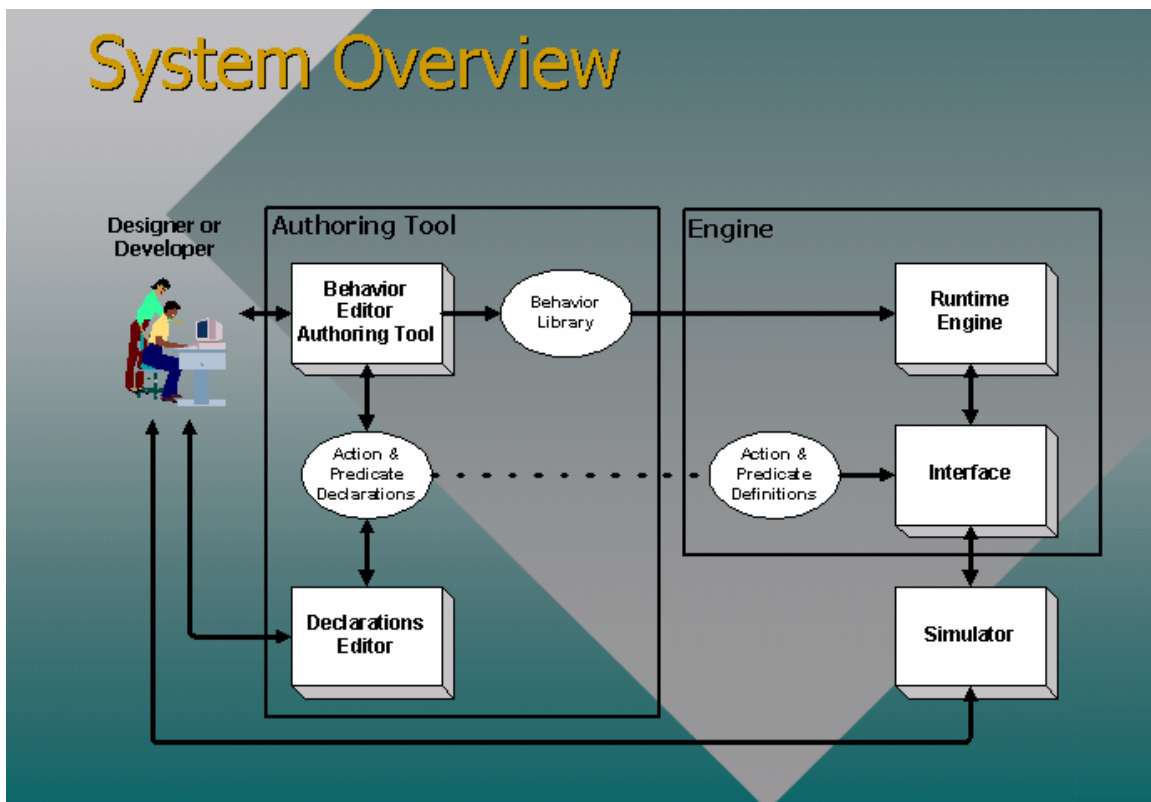 System Overview
Designer or
Developer
Authoring Tool
Behavior
Editor
Authoring Tool
Behavior
Library
Action &
Predicate
Declarations
Declarations
Editor
Engine
Runtime
Engine
Action &
Predicate
Definitions
Interface
Simulator